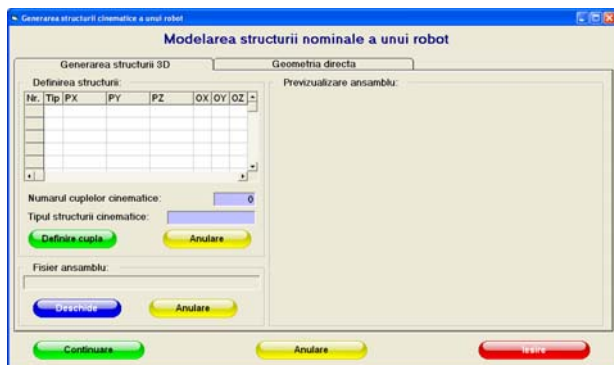 Generarea structurii cinematice a unui robot
Modelarea structurii nominale a unui robot
Generarea structurii 3D
Geometria directa
Definirea structurii:
Nr. Tip PX PY PZ OX OY OZ
Numarul cuplelor cinematice: 0
Tipul structurii cinematice:
Definire cupla
Anulare
Fisier ansamblu:
Deschide
Anulare
Previzualizare ansamblu:
Continuare
Anulare
Iesire